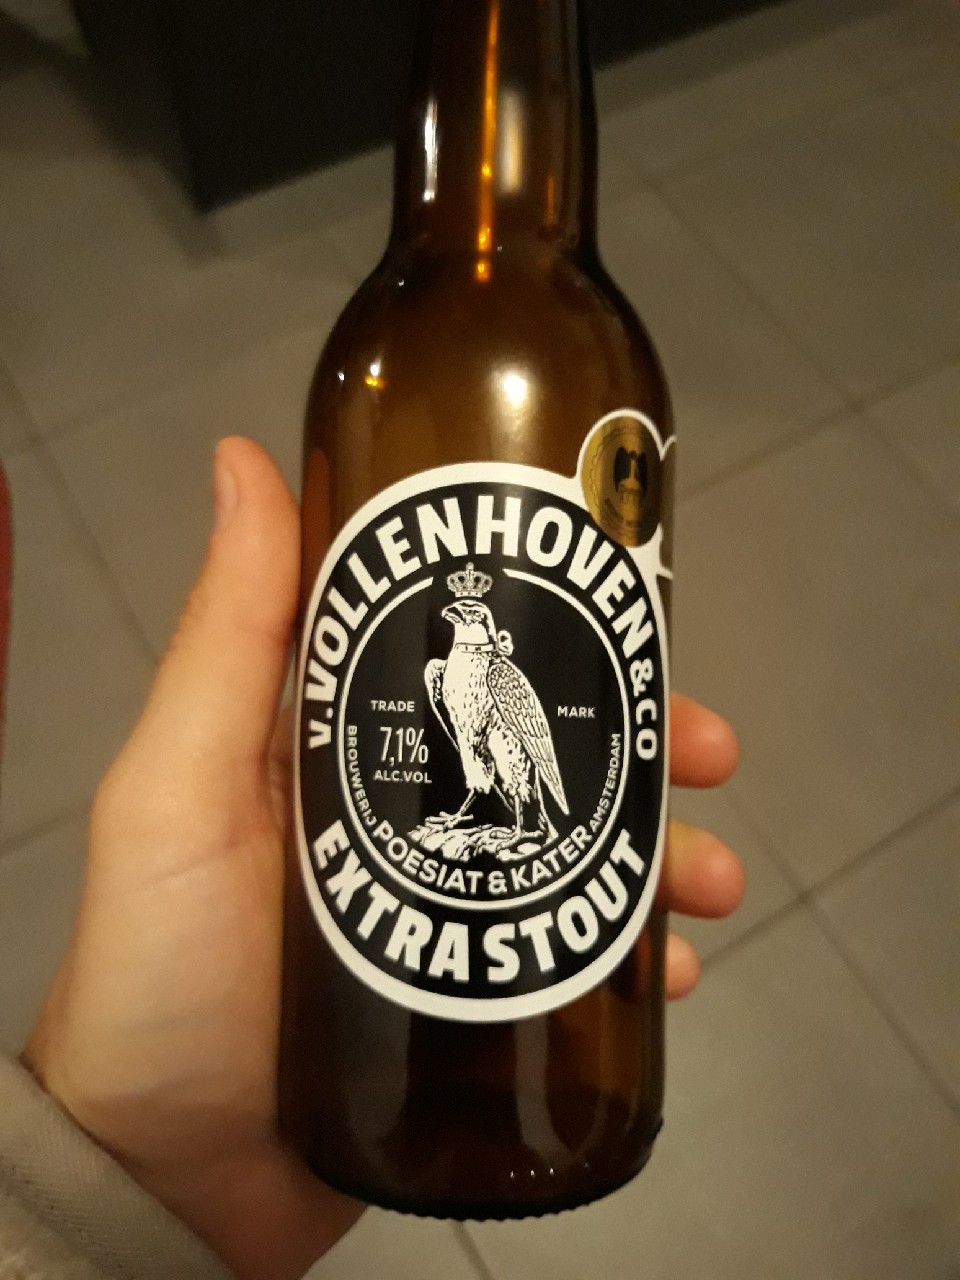 v.VOLLENHOVEN & CO
TRADE MARK
7,1%
ALC.VOL
BROUWERIJ POESIAT & KATER AMSTERDAM
EXTRA STOUT